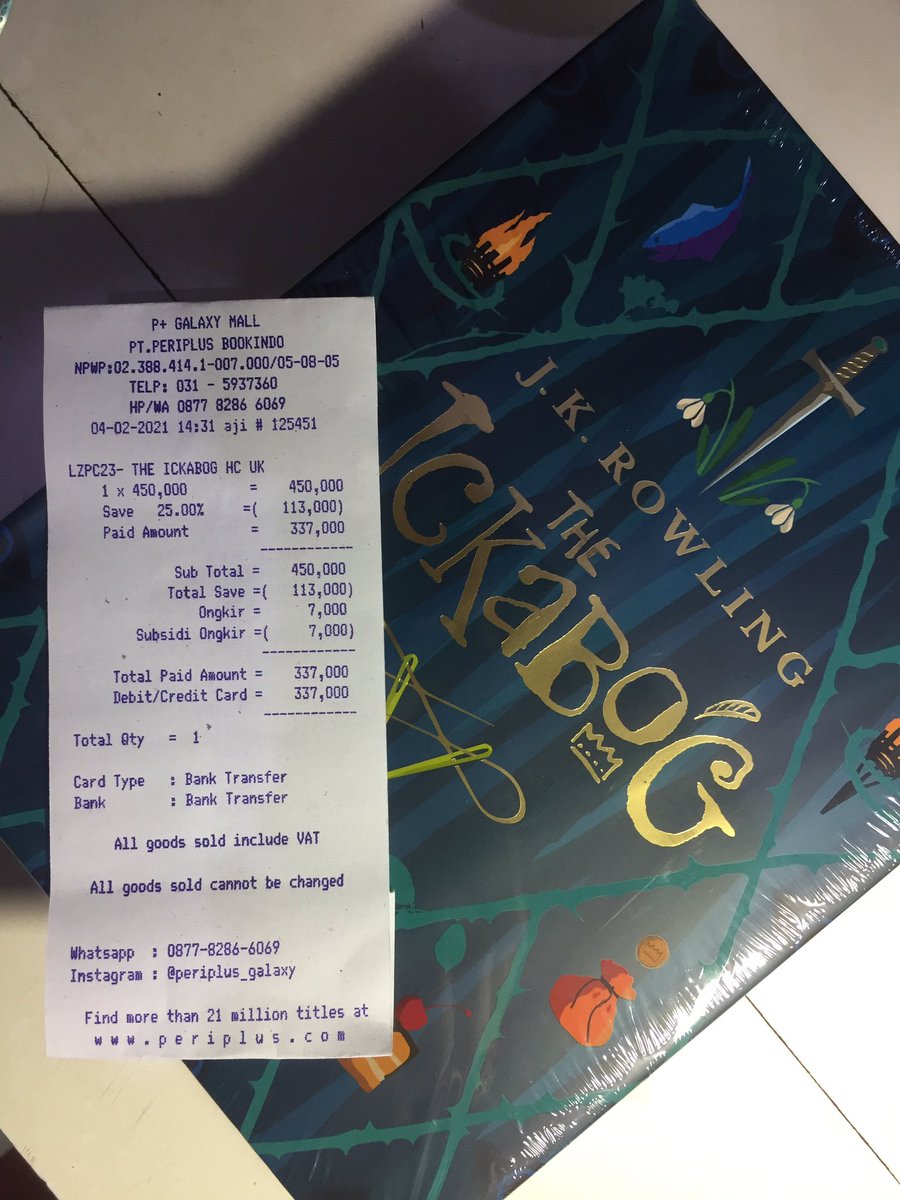 P+ GALAXY MALL
PT.PERIPLUS BOOKINDO
NPWP:02.388.414.1-007.000/05-08-05
TELP: 031 - 5937360
HP/WA 0877 8286 6069
04-02-2021 14:31 aji # 125451
LZPC23- THE ICKABOG HC UK
1 x 450,000 = 450,000
Save 25.00% =( 113,000)
Paid Amount = 337,000
------------
Sub Total = 450,000
Total Save =( 113,000)
Ongkir = 7,000
Subsidi Ongkir =( 7,000)
------------
Total Paid Amount = 337,000
Debit/Credit Card = 337,000
------------
Total Qty = 1
Card Type : Bank Transfer
Bank : Bank Transfer
All goods sold include VAT
All goods sold cannot be changed
Whatsapp : 0877-8286-6069
Instagram : @periplus_galaxy
Find more than 21 million titles at
www.periplus.com
J.K. ROWLING
THE
ICKABOG